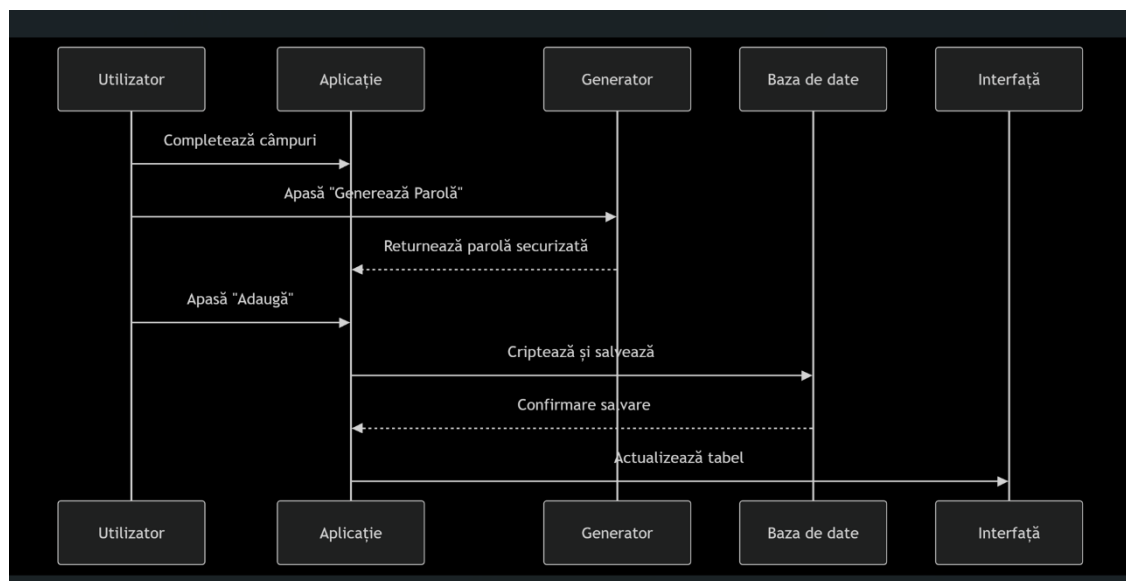 Utilizator
Aplicație
Generator
Baza de date
Interfață
Completează câmpuri
Apasă "Generează Parolă"
Returnează parolă securizată
Apasă "Adaugă"
Criptează și salvează
Confirmare salvare
Actualizează tabel
Utilizator
Aplicație
Generator
Baza de date
Interfață